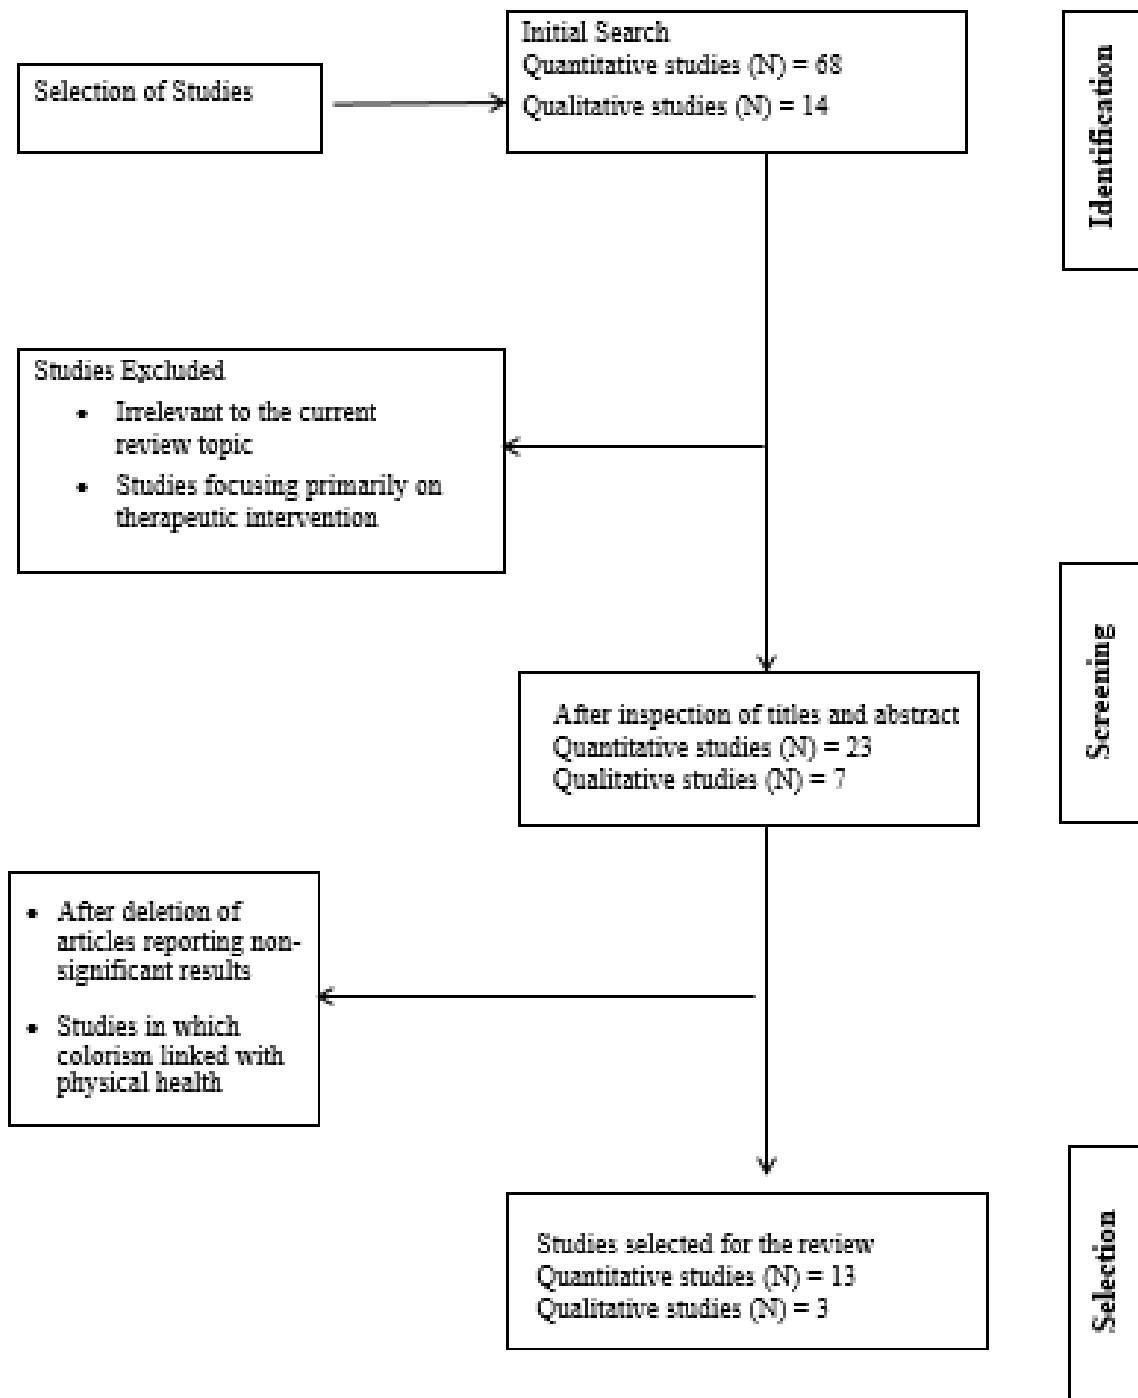 Selection of Studies
Initial Search
Quantitative studies (N) = 68
Qualitative studies (N) = 14
Identification
Studies Excluded
• Irrelevant to the current
review topic
• Studies focusing primarily on
therapeutic intervention
Screening
After inspection of titles and abstract
Quantitative studies (N) = 23
Qualitative studies (N) = 7
• After deletion of
articles reporting non-
significant results
• Studies in which
colorism linked with
physical health
Selection
Studies selected for the review
Quantitative studies (N) = 13
Qualitative studies (N) = 3